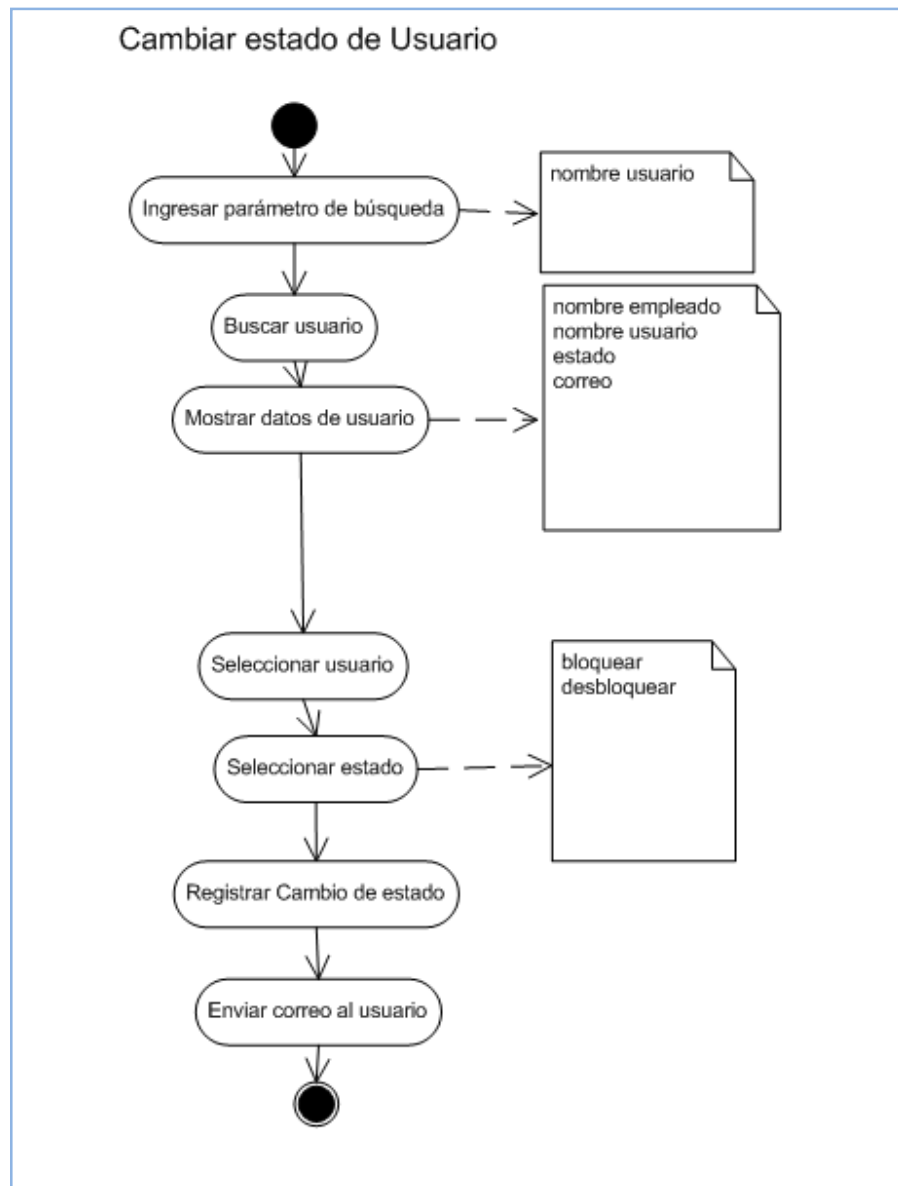 Cambiar estado de Usuario
Ingresar parámetro de búsqueda
nombre usuario
Buscar usuario
Mostrar datos de usuario
nombre empleado
nombre usuario
estado
correo
Seleccionar usuario
Seleccionar estado
bloquear
desbloquear
Registrar Cambio de estado
Enviar correo al usuario